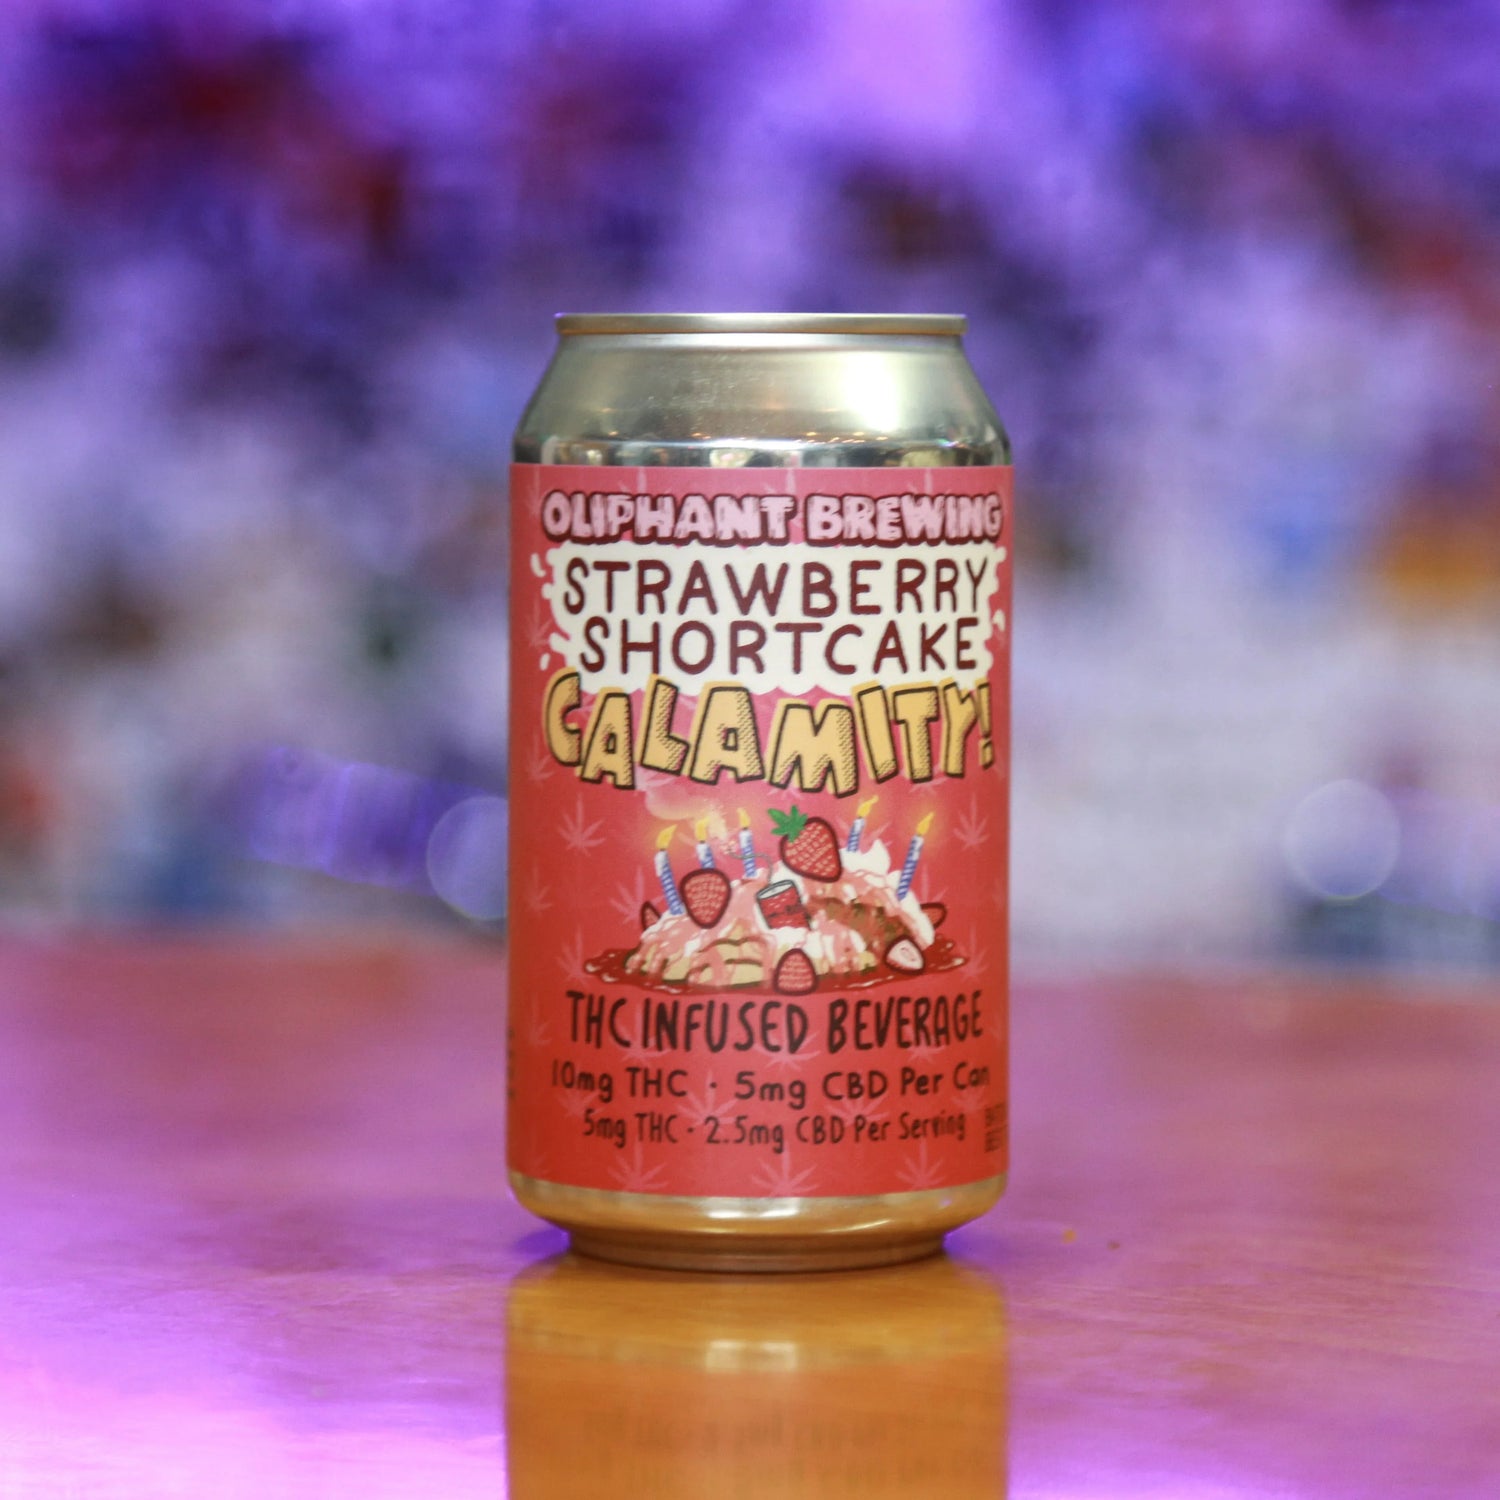 OLIPHANT BREWING
STRAWBERRY
SHORTCAKE
CALAMITY!
THC INFUSED BEVERAGE
10mg THC · 5mg CBD Per Can
5mg THC · 2.5mg CBD Per Serving